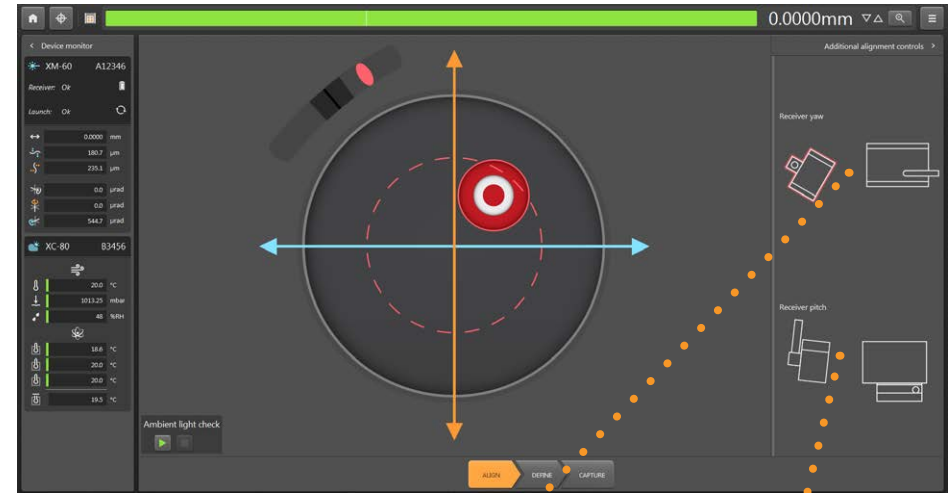 0.0000mm
Device monitor
Additional alignment controls
XM-60 A12346
Receiver: Ok
Launch: Ok
0.0000 mm
180.7 μm
235.1 μm
0.0 μrad
0.0 μrad
544.7 μrad
XC-80 B3456
20.0 °C
1013.25 mbar
48 %RH
18.6 °C
20.0 °C
20.0 °C
19.5 °C
Receiver yaw
Receiver pitch
Ambient light check
ALIGN DEFINE CAPTURE